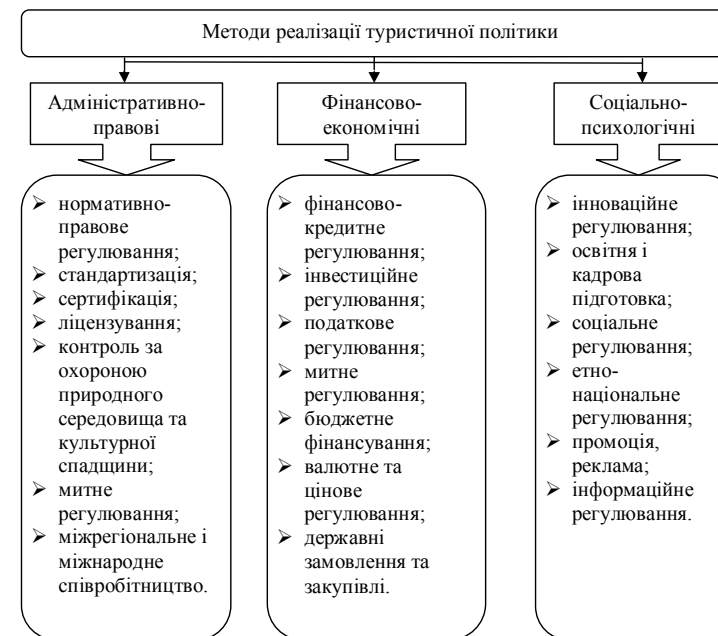 Методи реалізації туристичної політики
Адміністративно-
правові
Фінансово-
економічні
Соціально-
психологічні
нормативно-
правове
регулювання;
стандартизація;
сертифікація;
ліцензування;
контроль за
охороною
природного
середовища та
культурної
спадщини;
митне
регулювання;
міжрегіональне і
міжнародне
співробітництво.
фінансово-
кредитне
регулювання;
інвестиційне
регулювання;
податкове
регулювання;
митне
регулювання;
бюджетне
фінансування;
валютне та
цінове
регулювання;
державні
замовлення та
закупівлі.
інноваційне
регулювання;
освітня і
кадрова
підготовка;
соціальне
регулювання;
етно-
національне
регулювання;
промоція,
реклама;
інформаційне
регулювання.